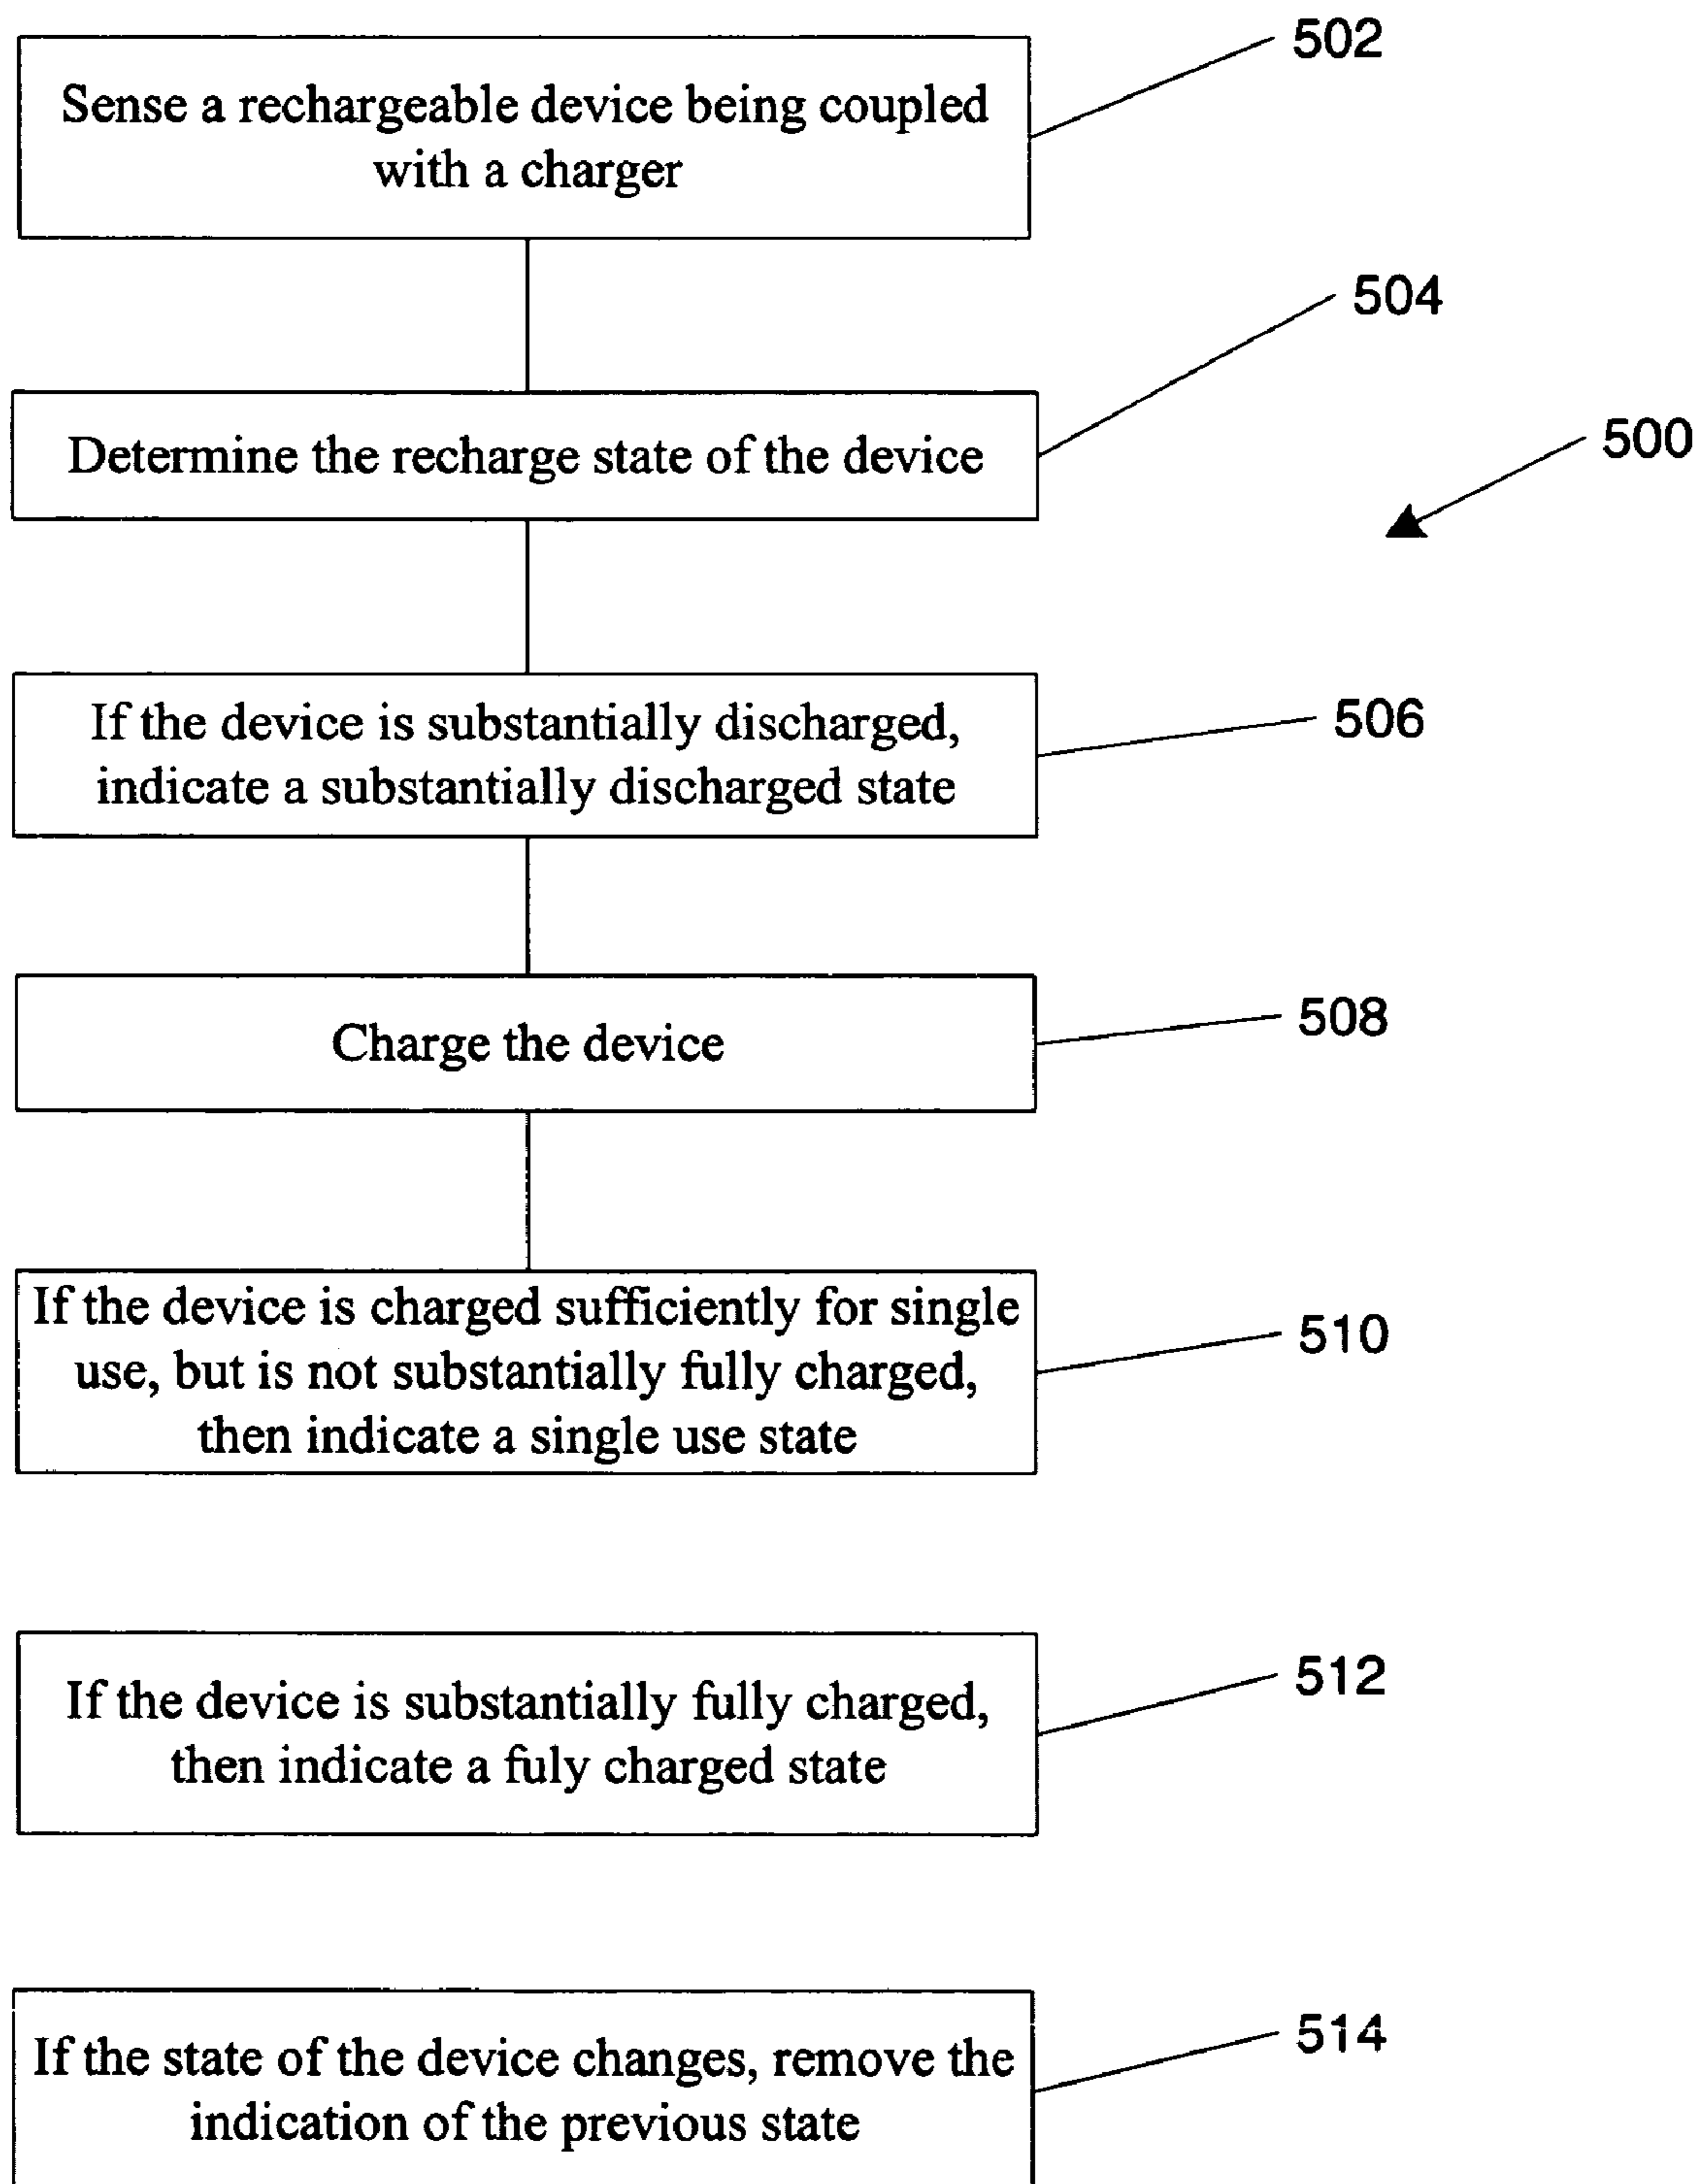 502
Sense a rechargeable device being coupled
with a charger
504
Determine the recharge state of the device
500
If the device is substantially discharged,
indicate a substantially discharged state
506
Charge the device
508
If the device is charged sufficiently for single
use, but is not substantially fully charged,
then indicate a single use state
510
If the device is substantially fully charged,
then indicate a fuly charged state
512
If the state of the device changes, remove the
indication of the previous state
514